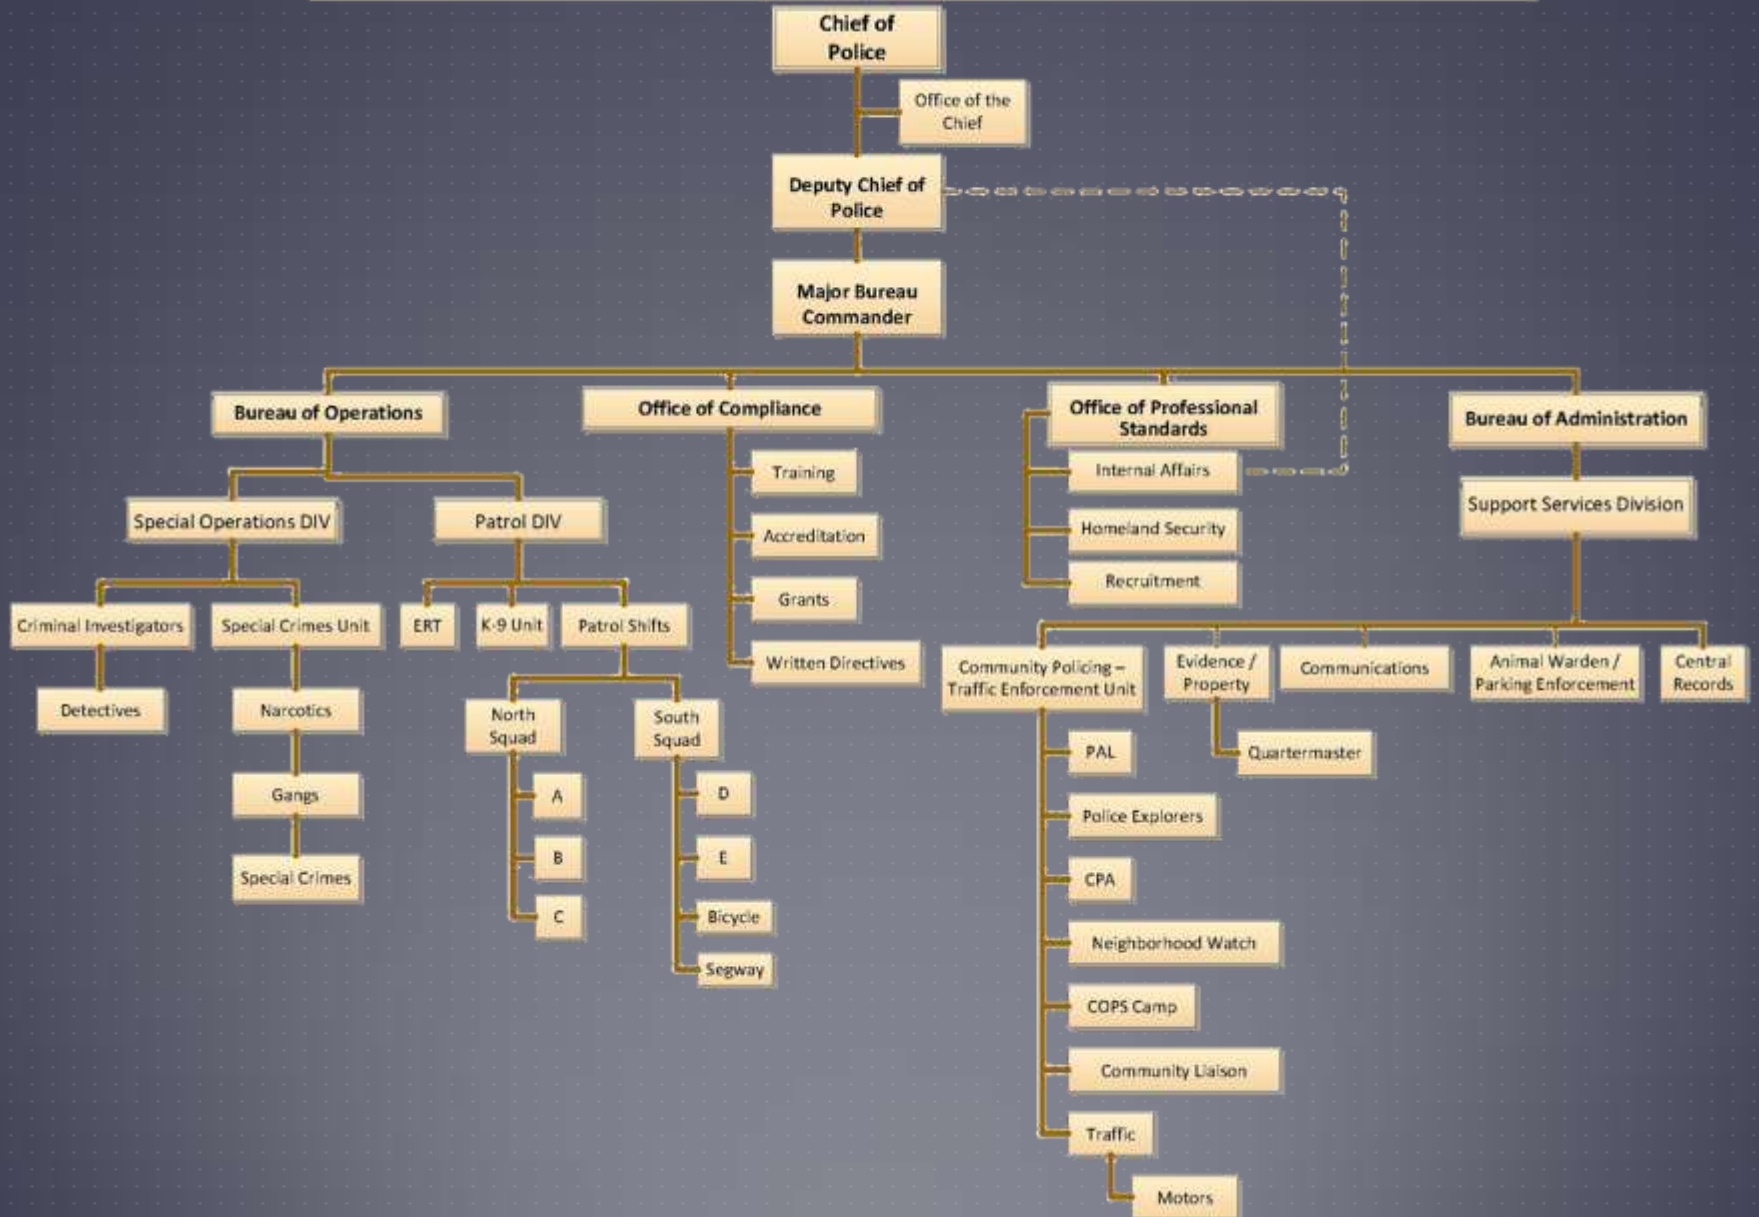 Chief of
Police
Office of the
Chief
Deputy Chief of
Police
Major Bureau
Commander
Bureau of Operations
Office of Compliance
Office of Professional
Standards
Bureau of Administration
Special Operations DIV
Patrol DIV
Training
Accreditation
Grants
Written Directives
Internal Affairs
Homeland Security
Recruitment
Support Services Division
Criminal Investigators
Special Crimes Unit
ERT
K-9 Unit
Patrol Shifts
Detectives
Narcotics
Gangs
Special Crimes
North
Squad
A
B
C
South
Squad
D
E
Bicycle
Segway
Community Policing –
Traffic Enforcement Unit
Evidence /
Property
Communications
Animal Warden /
Parking Enforcement
Central
Records
PAL
Quartermaster
Police Explorers
CPA
Neighborhood Watch
COPS Camp
Community Liaison
Traffic
Motors